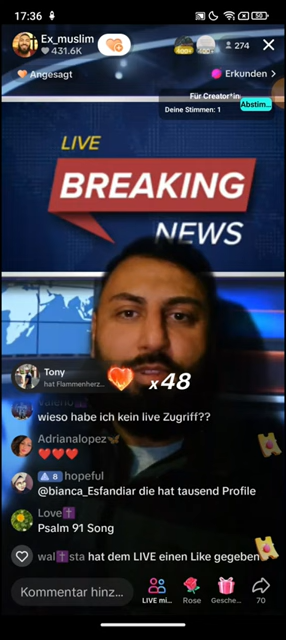 17:36
50
Ex_muslim
431.6K
274
Angesagt
Erkunden >
Für Creator*in
Deine Stimmen: 1
Abstim...
LIVE
BREAKING
NEWS
Tony
hat Flammenherz...
x48
wieso habe ich kein live Zugriff??
Adrianalopez
8 hopeful
@bianca_Esfandiar die hat tausend Profile
Love
Psalm 91 Song
wal sta hat dem LIVE einen Like gegeben
Kommentar hinz...
LIVE mi...
Rose
Gesche...
70